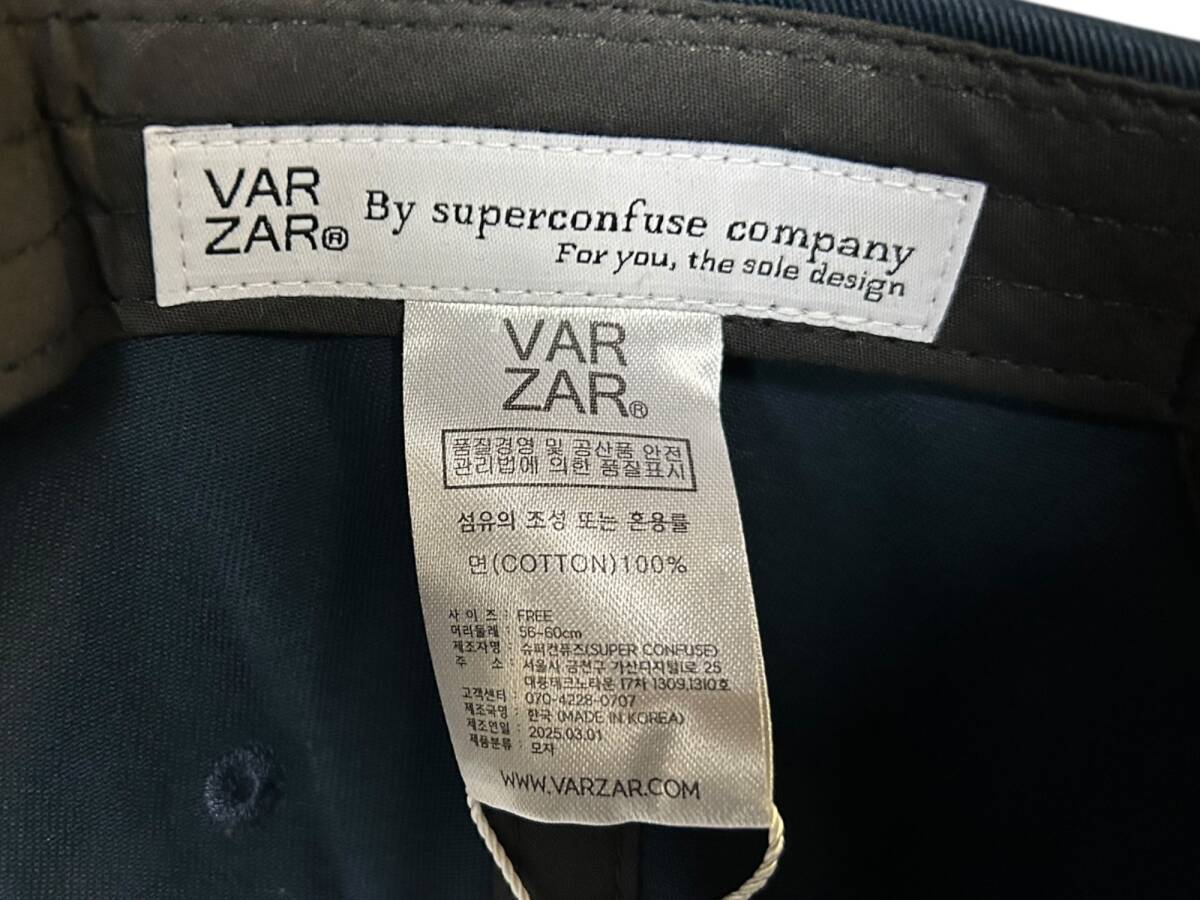 VAR
ZAR®
By superconfuse company
For you, the sole design
VAR
ZAR®
품질경영 및 공산품 안전
관리법에 의한 품질표시
섬유의 조성 또는 혼용률
면(COTTON)100%
사 이 즈 : FREE
머리둘레 : 56~60cm
제조자명 : 슈퍼컨퓨즈(SUPER CONFUSE)
주 소 : 서울시 금천구 가산디지털1로 25
대륭테크노타운 17차 1309,1310호
고객센터 : 070-4228-0707
제조국명 : 한국 (MADE IN KOREA)
제조연일 : 2025.03.01
제품분류 : 모자
WWW.VARZAR.COM